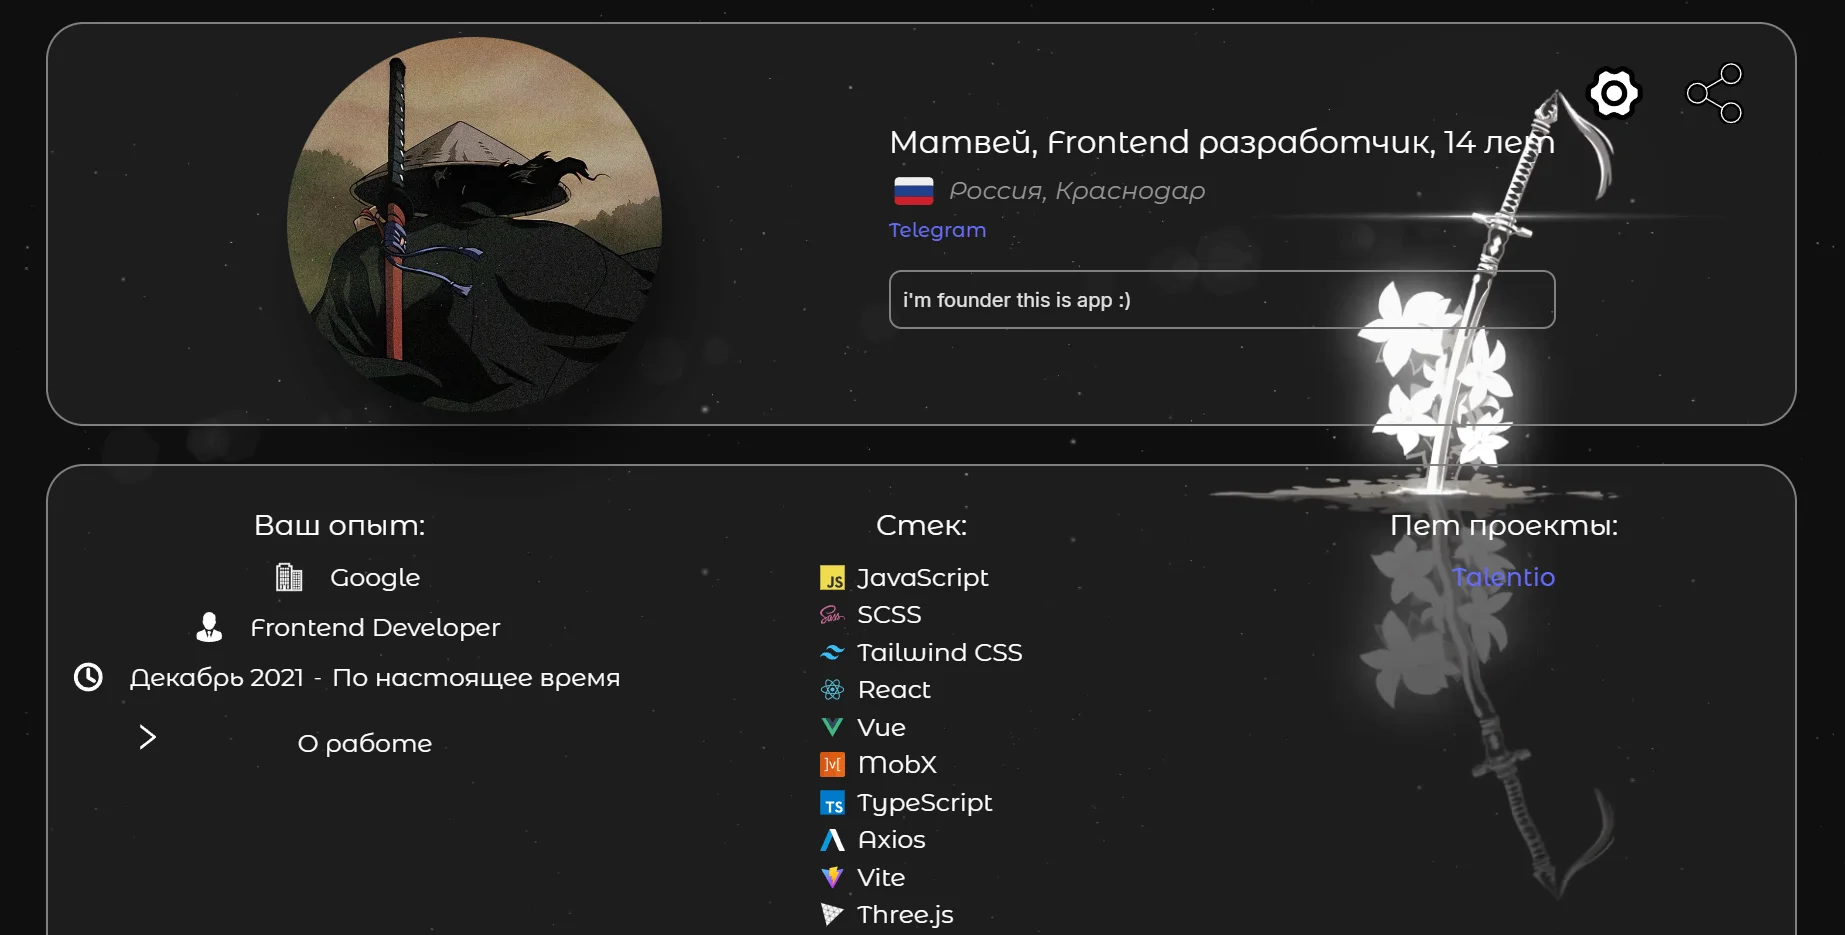 Матвей, Frontend разработчик, 14 лет
Россия, Краснодар
Telegram
i'm founder this is app :)
Ваш опыт:
Google
Frontend Developer
Декабрь 2021 - По настоящее время
О работе
Стек:
JavaScript
SCSS
Tailwind CSS
React
Vue
MobX
TypeScript
Axios
Vite
Three.js
Пет проекты:
Talentio